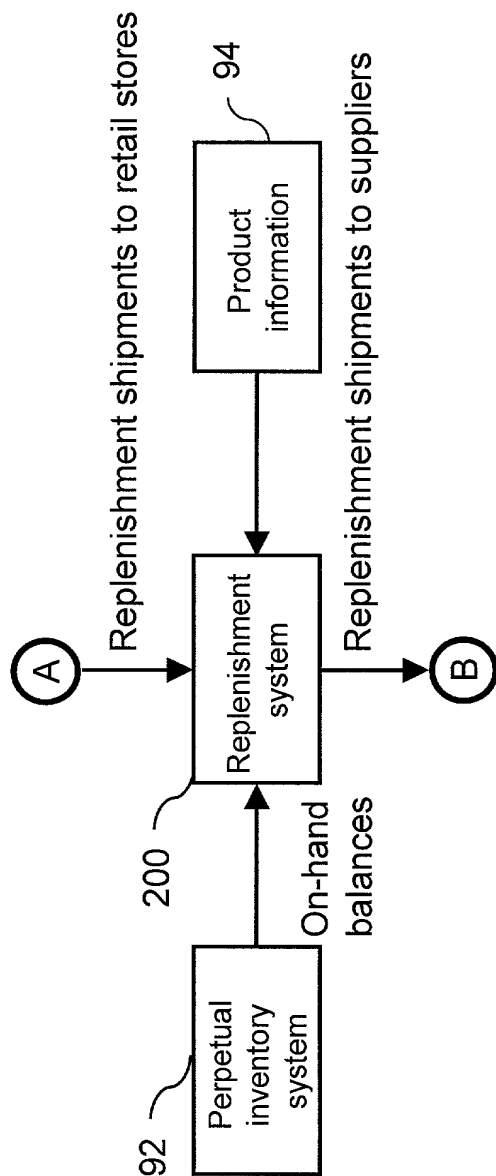 A
Replenishment shipments to retail stores
92
Perpetual
inventory
system
On-hand
balances
200
Replenishment
system
94
Product
information
Replenishment shipments to suppliers
B